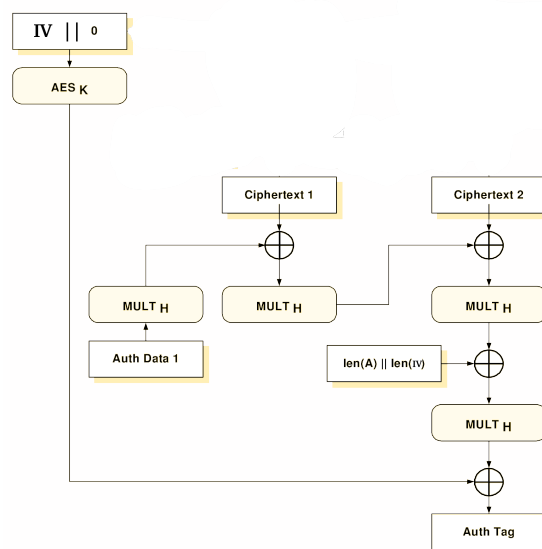 IV || 0
AES K
Ciphertext 1
Ciphertext 2
MULT H
MULT H
MULT H
Auth Data 1
len(A) || len(IV)
MULT H
Auth Tag